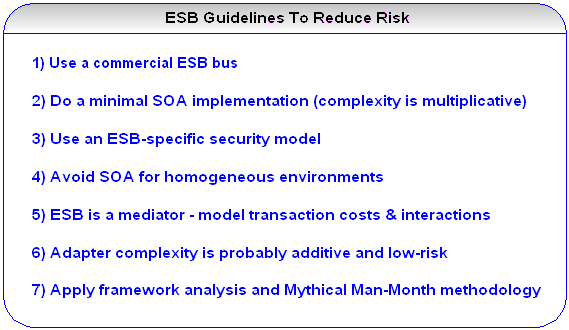 ESB Guidelines To Reduce Risk
1) Use a commercial ESB bus
2) Do a minimal SOA implementation (complexity is multiplicative)
3) Use an ESB-specific security model
4) Avoid SOA for homogeneous environments
5) ESB is a mediator - model transaction costs & interactions
6) Adapter complexity is probably additive and low-risk
7) Apply framework analysis and Mythical Man-Month methodology